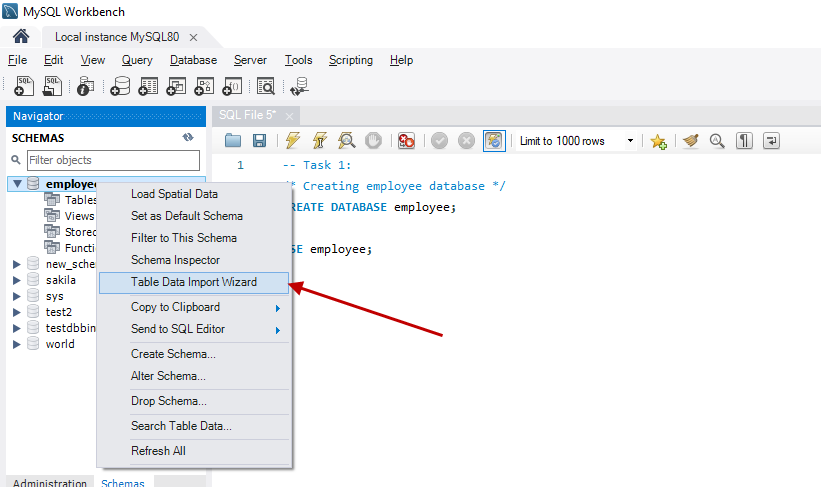 MySQL Workbench
Local instance MySQL80
File Edit View Query Database Server Tools Scripting Help
Navigator
SCHEMAS
Filter objects
employee
Tables
Views
Stored
Functi
new_sche
sakila
sys
test2
testdbbin
world
Administration Schemas
Load Spatial Data
Set as Default Schema
Filter to This Schema
Schema Inspector
Table Data Import Wizard
Copy to Clipboard
Send to SQL Editor
Create Schema...
Alter Schema...
Drop Schema...
Search Table Data...
Refresh All
SQL File 5*
Limit to 1000 rows
1 -- Task 1:
* Creating employee database */
REATE DATABASE employee;
SE employee;